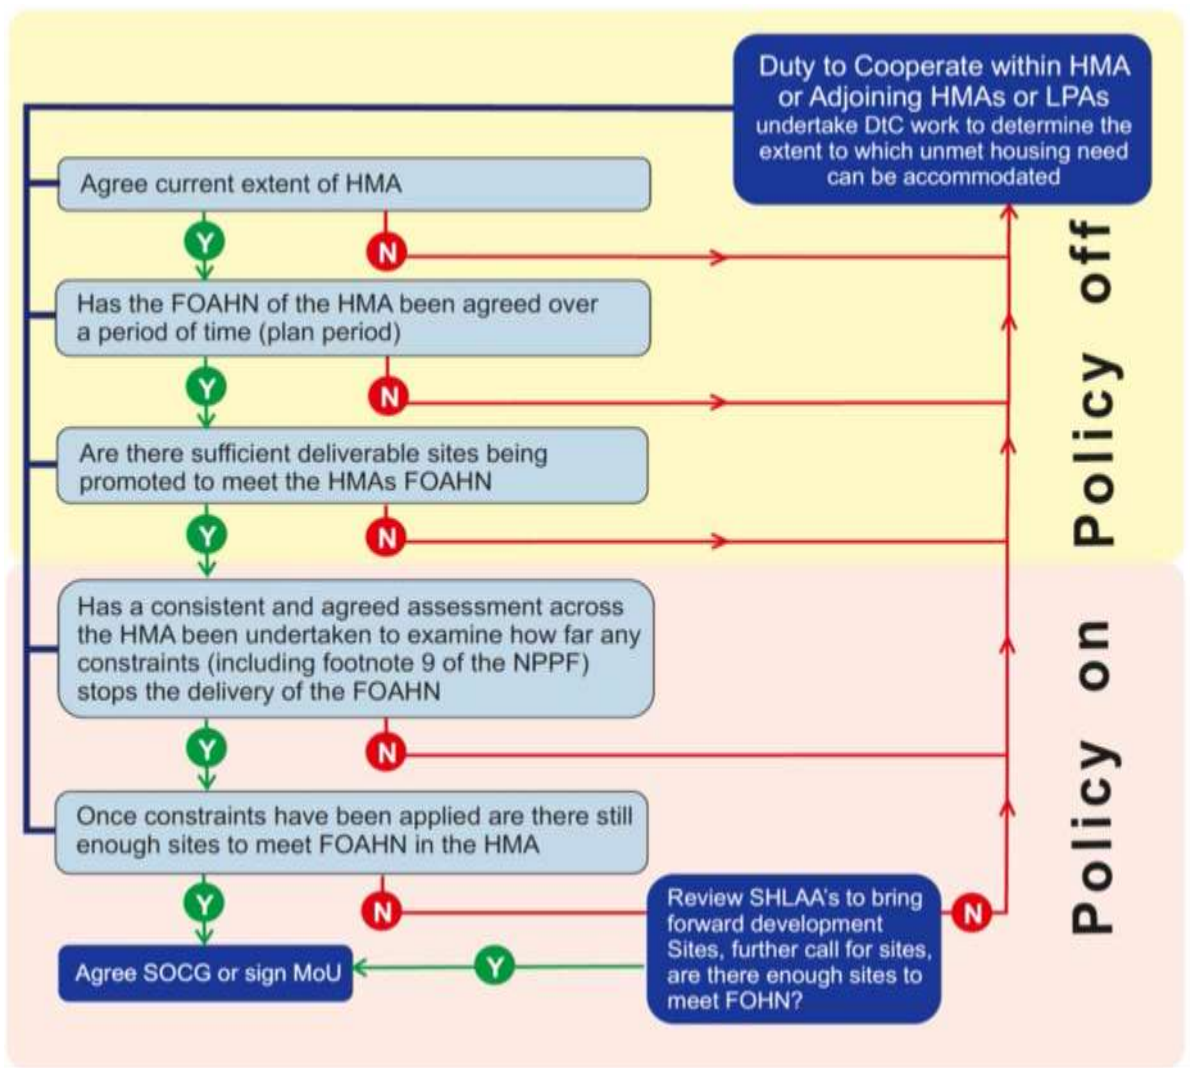 Duty to Cooperate within HMA
or Adjoining HMAs or LPAs
undertake DtC work to determine the
extent to which unmet housing need
can be accommodated
Agree current extent of HMA
Y
N
Has the FOAHN of the HMA been agreed over
a period of time (plan period)
Y
N
Are there sufficient deliverable sites being
promoted to meet the HMAs FOAHN
Y
N
Policy off
Has a consistent and agreed assessment across
the HMA been undertaken to examine how far any
constraints (including footnote 9 of the NPPF)
stops the delivery of the FOAHN
Y
N
Once constraints have been applied are there still
enough sites to meet FOAHN in the HMA
Y
N
Review SHLAA's to bring
forward development
Sites, further call for sites,
are there enough sites to
meet FOHN?
N
Y
Agree SOCG or sign MoU
Policy on